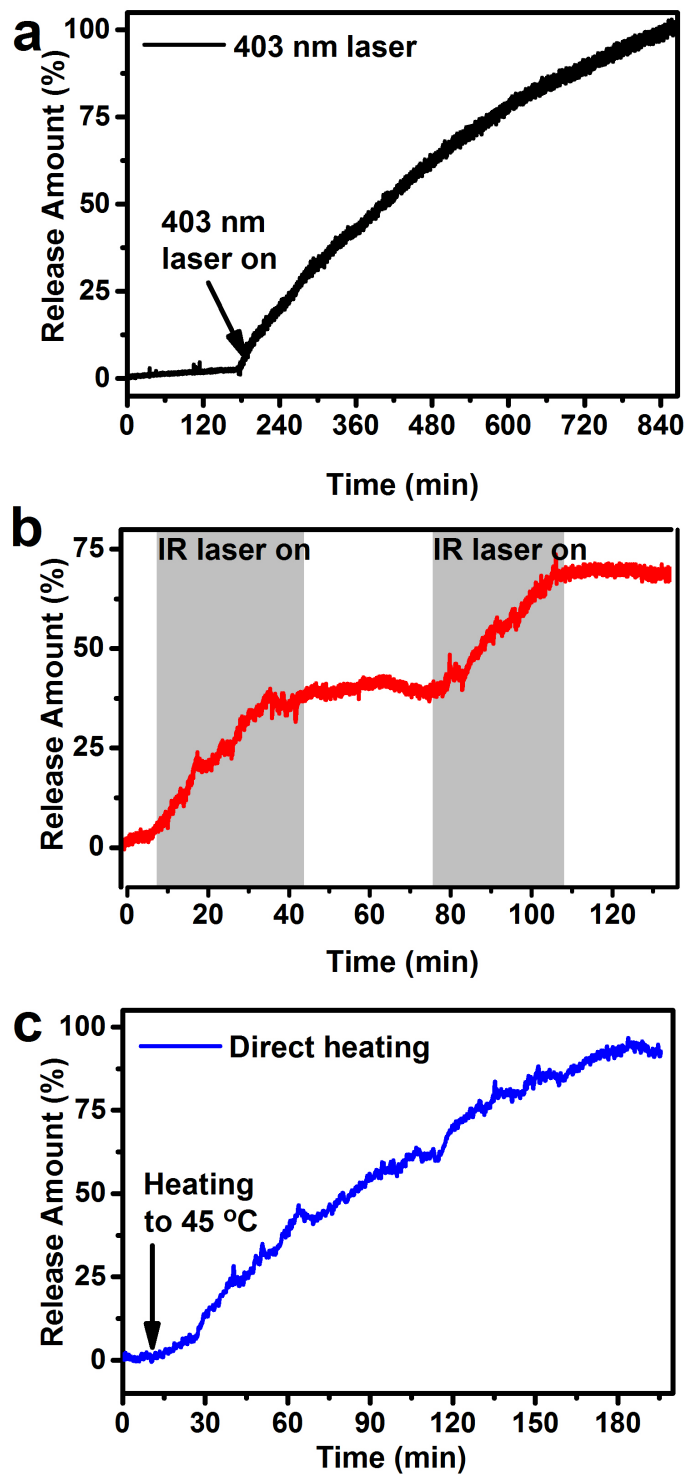 a
403 nm laser
403 nm
laser on
Release Amount (%)
100
75
50
25
0
0 120 240 360 480 600 720 840
Time (min)
b
IR laser on IR laser on
Release Amount (%)
75
50
25
0
0 20 40 60 80 100 120
Time (min)
c
Direct heating
Heating
to 45 °C
Release Amount (%)
100
75
50
25
0
0 30 60 90 120 150 180
Time (min)